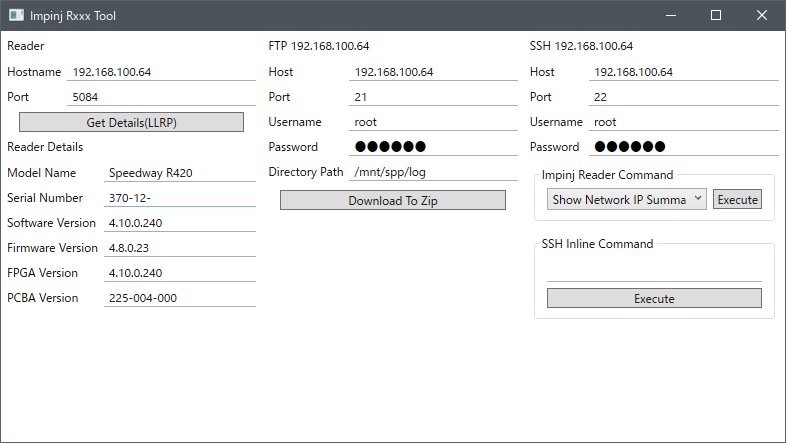 Impinj Rxxx Tool
Reader
Hostname 192.168.100.64
Port 5084
Get Details(LLRP)
Reader Details
Model Name Speedway R420
Serial Number 370-12-
Software Version 4.10.0.240
Firmware Version 4.8.0.23
FPGA Version 4.10.0.240
PCBA Version 225-004-000
FTP 192.168.100.64
Host 192.168.100.64
Port 21
Username root
Password ●●●●●●
Directory Path /mnt/spp/log
Download To Zip
SSH 192.168.100.64
Host 192.168.100.64
Port 22
Username root
Password ●●●●●●
Impinj Reader Command
Show Network IP Summa Execute
SSH Inline Command
Execute